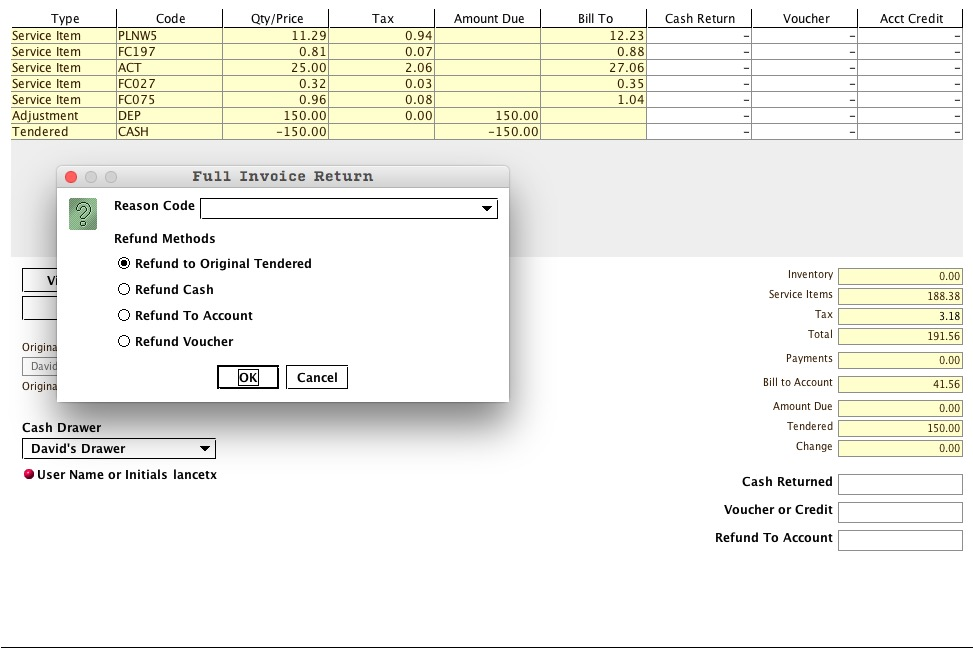 Type Code Qty/Price Tax Amount Due Bill To Cash Return Voucher Acct Credit
Service Item PLNW5 11.29 0.94 12.23 – – –
Service Item FC197 0.81 0.07 0.88 – – –
Service Item ACT 25.00 2.06 27.06 – – –
Service Item FC027 0.32 0.03 0.35 – – –
Service Item FC075 0.96 0.08 1.04 – – –
Adjustment DEP 150.00 0.00 150.00 – – –
Tendered CASH -150.00 -150.00 – – –
Full Invoice Return
Reason Code
Refund Methods
Refund to Original Tendered
Refund Cash
Refund To Account
Refund Voucher
OK Cancel
Vi
Origina
David
Origina
Cash Drawer
David's Drawer
User Name or Initials lancetx
Inventory 0.00
Service Items 188.38
Tax 3.18
Total 191.56
Payments 0.00
Bill to Account 41.56
Amount Due 0.00
Tendered 150.00
Change 0.00
Cash Returned
Voucher or Credit
Refund To Account